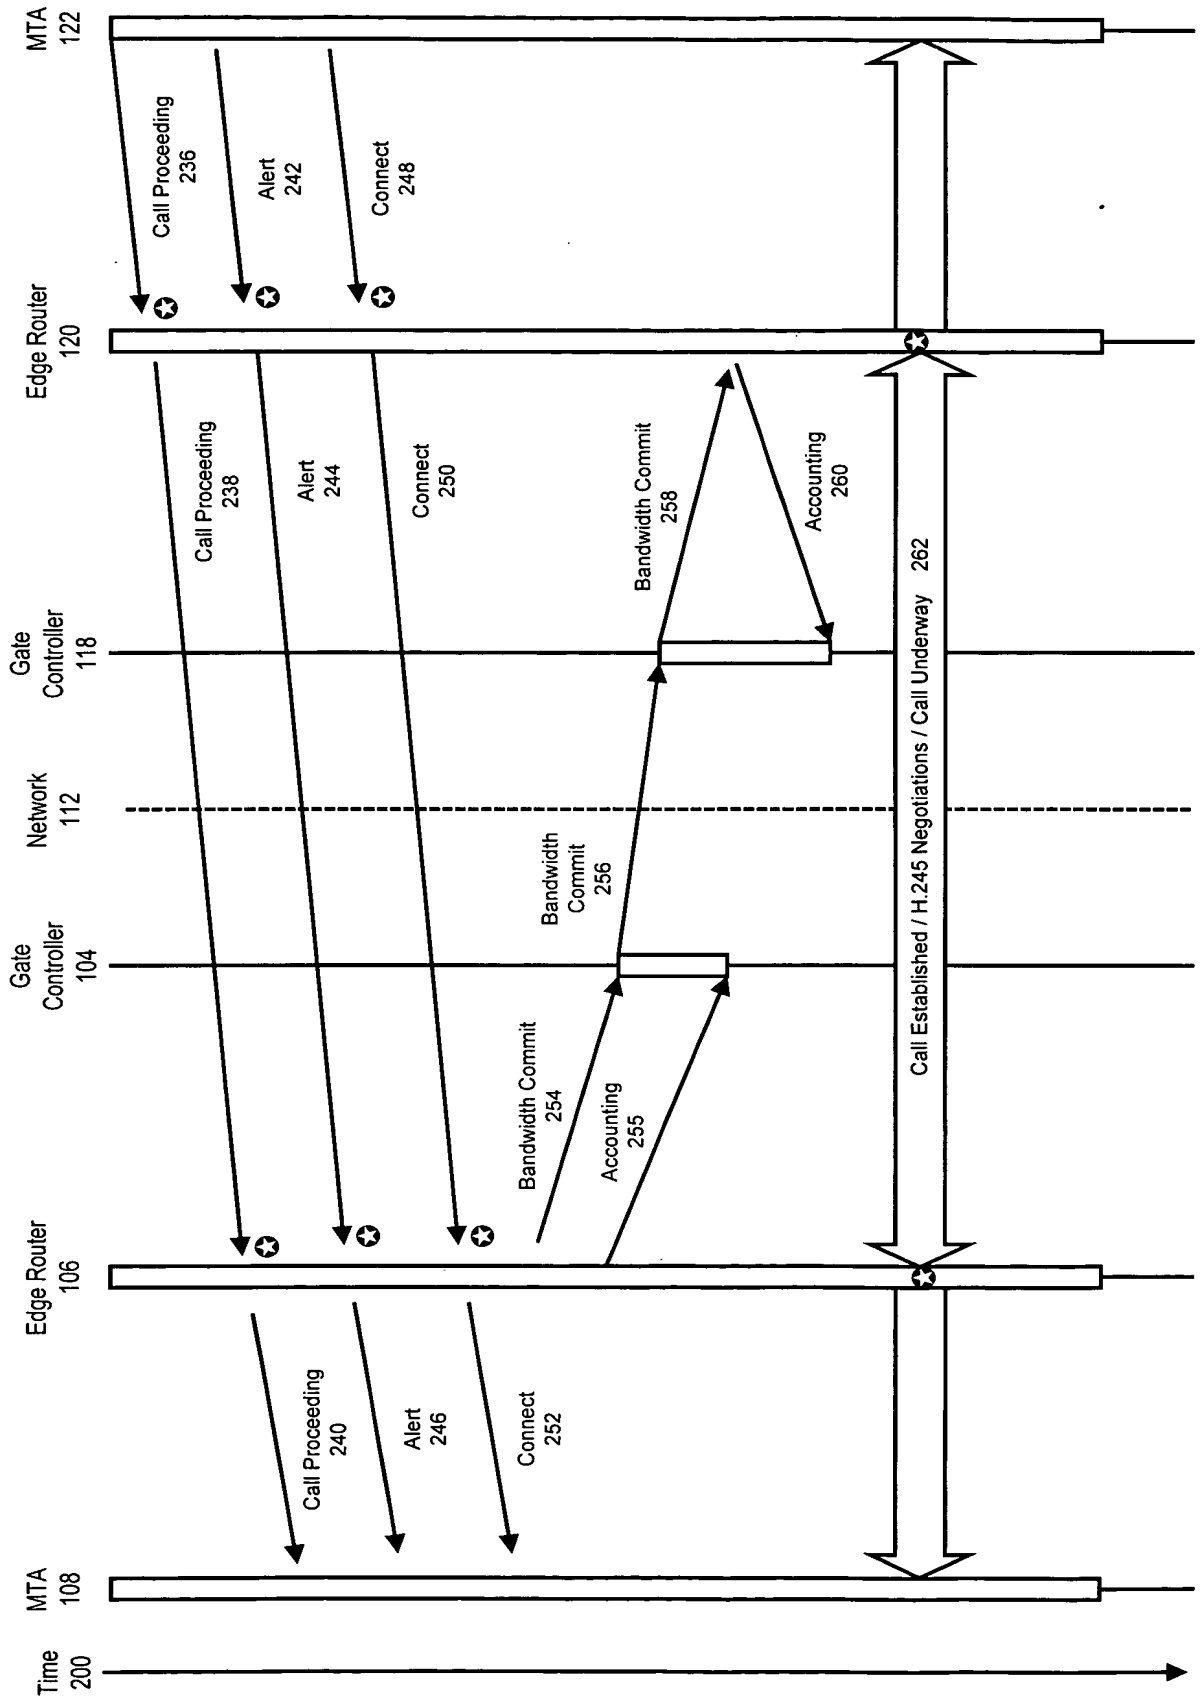 Time
200
MTA
108
Edge Router
106
Gate
Controller
104
Network
112
Gate
Controller
118
Edge Router
120
MTA
122
Call Proceeding
236
Call Proceeding
238
Call Proceeding
240
Alert
242
Alert
244
Alert
246
Connect
248
Connect
250
Connect
252
Bandwidth Commit
254
Accounting
255
Bandwidth
Commit
256
Bandwidth Commit
258
Accounting
260
Call Established / H.245 Negotiations / Call Underway 262